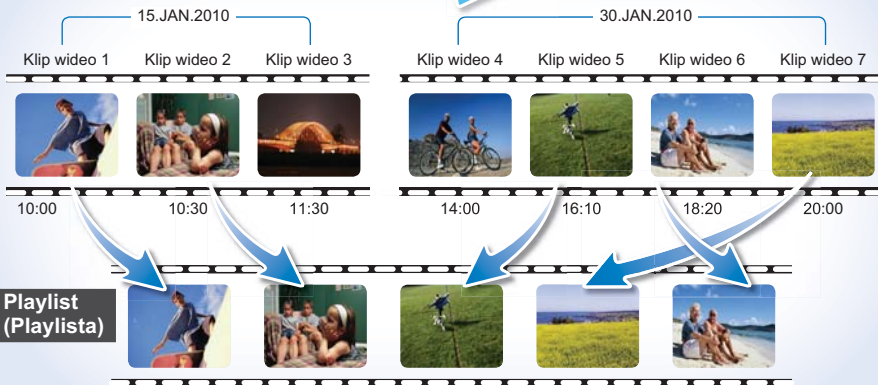 15.JAN.2010 30.JAN.2010
Klip wideo 1 Klip wideo 2 Klip wideo 3 Klip wideo 4 Klip wideo 5 Klip wideo 6 Klip wideo 7
10:00 10:30 11:30 14:00 16:10 18:20 20:00
Playlist
(Playlista)